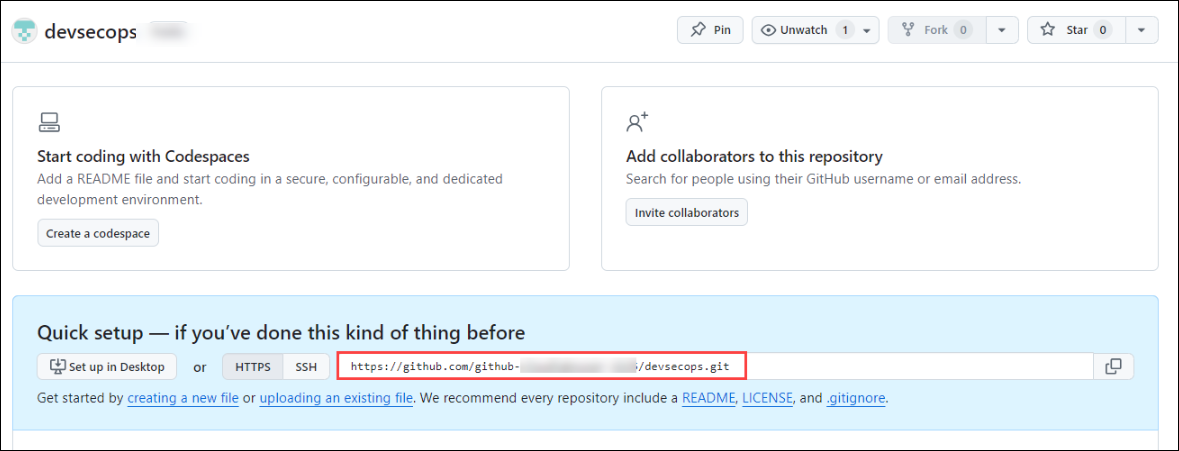 devsecops
Pin
Unwatch 1
Fork 0
Star 0
Start coding with Codespaces
Add a README file and start coding in a secure, configurable, and dedicated
development environment.
Create a codespace
Add collaborators to this repository
Search for people using their GitHub username or email address.
Invite collaborators
Quick setup — if you’ve done this kind of thing before
Set up in Desktop or HTTPS SSH https://github.com/github- /devsecops.git
Get started by creating a new file or uploading an existing file. We recommend every repository include a README, LICENSE, and .gitignore.